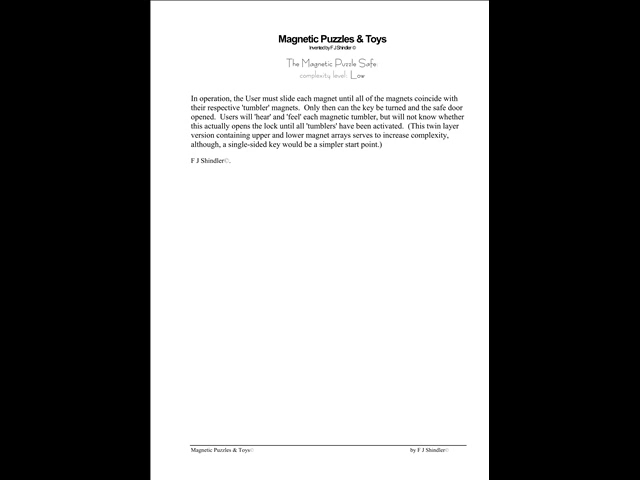 Magnetic Puzzles & Toys
Invented by F J Shindler ©
The Magnetic Puzzle Safe
complexity level: Low
In operation, the User must slide each magnet until all of the magnets coincide with
their respective 'tumbler' magnets.  Only then can the key be turned and the safe door
opened.  Users will 'hear' and 'feel' each magnetic tumbler, but will not know whether
this actually opens the lock until all 'tumblers' have been activated.  (This twin layer
version containing upper and lower magnet arrays serves to increase complexity,
although, a single-sided key would be a simpler start point.)
F J Shindler©.
Magnetic Puzzles & Toys© by F J Shindler©